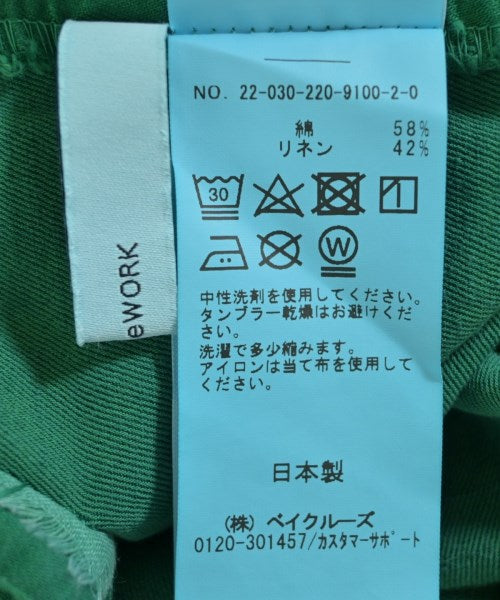 NO. 22-030-220-9100-2-0
綿 58%
リネン 42%
30
W
中性洗剤を使用してください。
タンブラー乾燥はお避けくださ
い。
洗濯で多少縮みます。
アイロンは当て布を使用してくだ
さい。
日本製
(株) ベイクルーズ
0120-301457/カスタマーサポート
eWORK